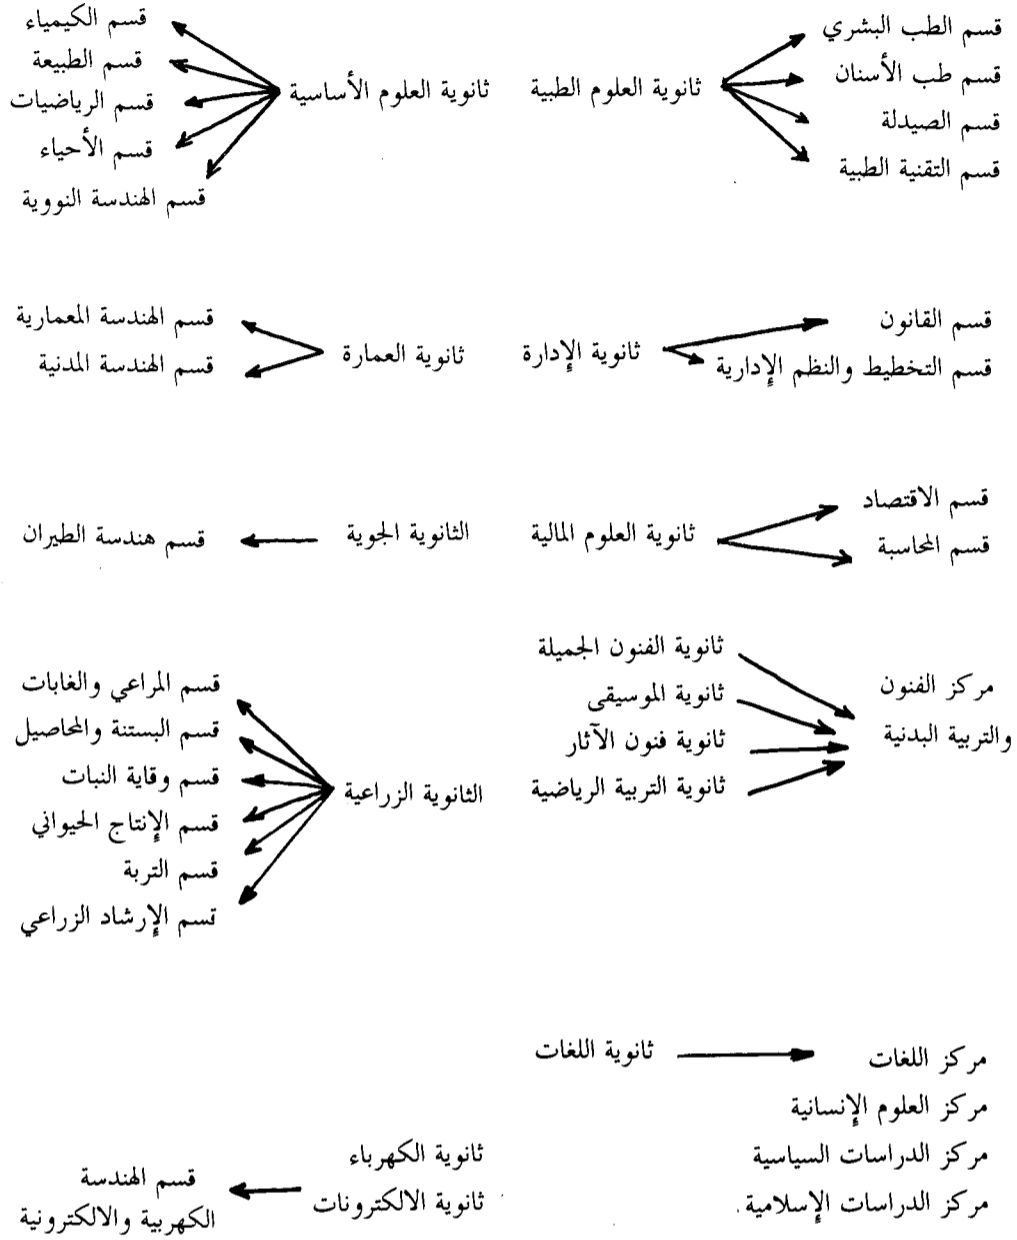 قسم الطب البشري
قسم طب الأسنان
قسم الصيدلة
قسم التقنية الطبية
ثانوية العلوم الطبية
ثانوية العلوم الأساسية
قسم الكيمياء
قسم الطبيعة
قسم الرياضيات
قسم الأحياء
قسم الهندسة النووية
قسم القانون
قسم التخطيط والنظم الإدارية
ثانوية الإدارة
ثانوية العمارة
قسم الهندسة المعمارية
قسم الهندسة المدنية
قسم الاقتصاد
قسم المحاسبة
ثانوية العلوم المالية
الثانوية الجوية
قسم هندسة الطيران
مركز الفنون
والتربية البدنية
ثانوية الفنون الجميلة
ثانوية الموسيقى
ثانوية فنون الآثار
ثانوية التربية الرياضية
الثانوية الزراعية
قسم المراعي والغابات
قسم البستنة والمحاصيل
قسم وقاية النبات
قسم الإنتاج الحيواني
قسم التربة
قسم الإرشاد الزراعي
مركز اللغات
ثانوية اللغات
مركز العلوم الإنسانية
مركز الدراسات السياسية
مركز الدراسات الإسلامية.
ثانوية الكهرباء
ثانوية الالكترونات
قسم الهندسة
الكهربية والالكترونية